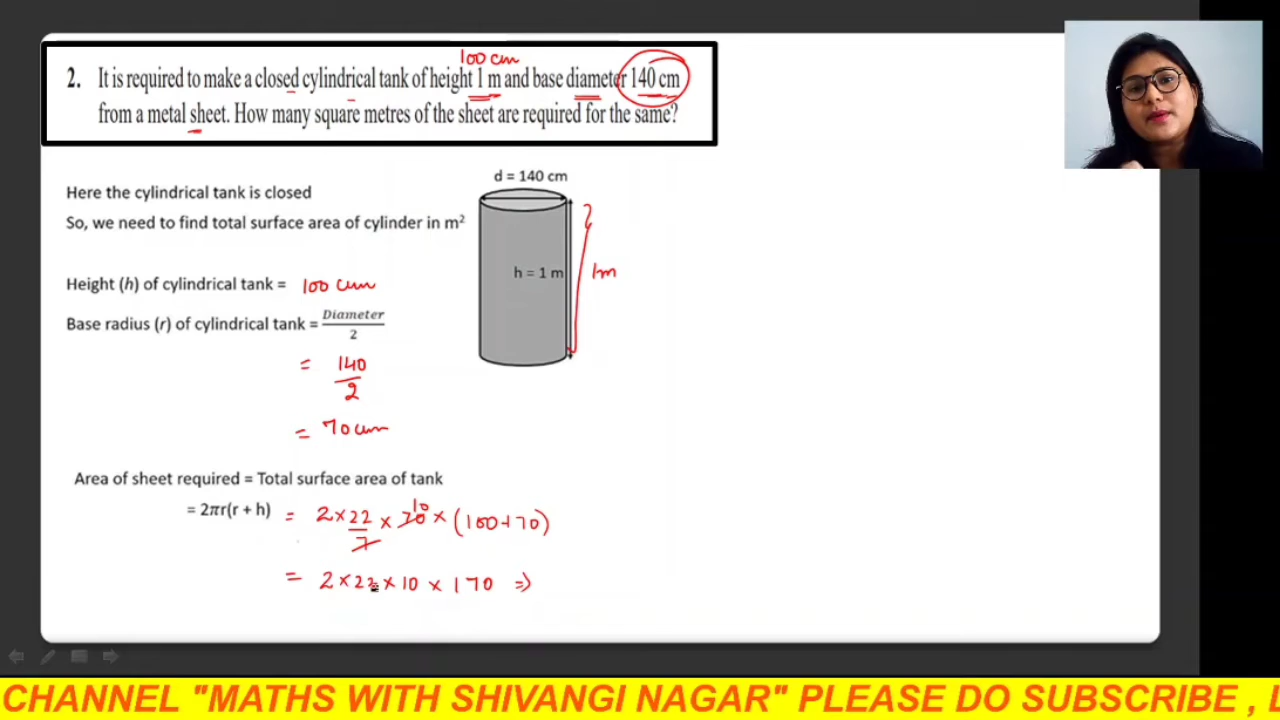 100 cm
2. It is required to make a closed cylindrical tank of height 1 m and base diameter 140 cm
from a metal sheet. How many square metres of the sheet are required for the same?
d = 140 cm
Here the cylindrical tank is closed
So, we need to find total surface area of cylinder in m²
h = 1 m
1m
Height (h) of cylindrical tank = 100 cm
Base radius (r) of cylindrical tank = Diameter/2
= 140/2
= 70 cm
Area of sheet required = Total surface area of tank
= 2πr(r + h) = 2 × 22/7 × 70 10 × (100+70)
= 2 × 22 × 10 × 170 ⇒
CHANNEL "MATHS WITH SHIVANGI NAGAR" PLEASE DO SUBSCRIBE , L